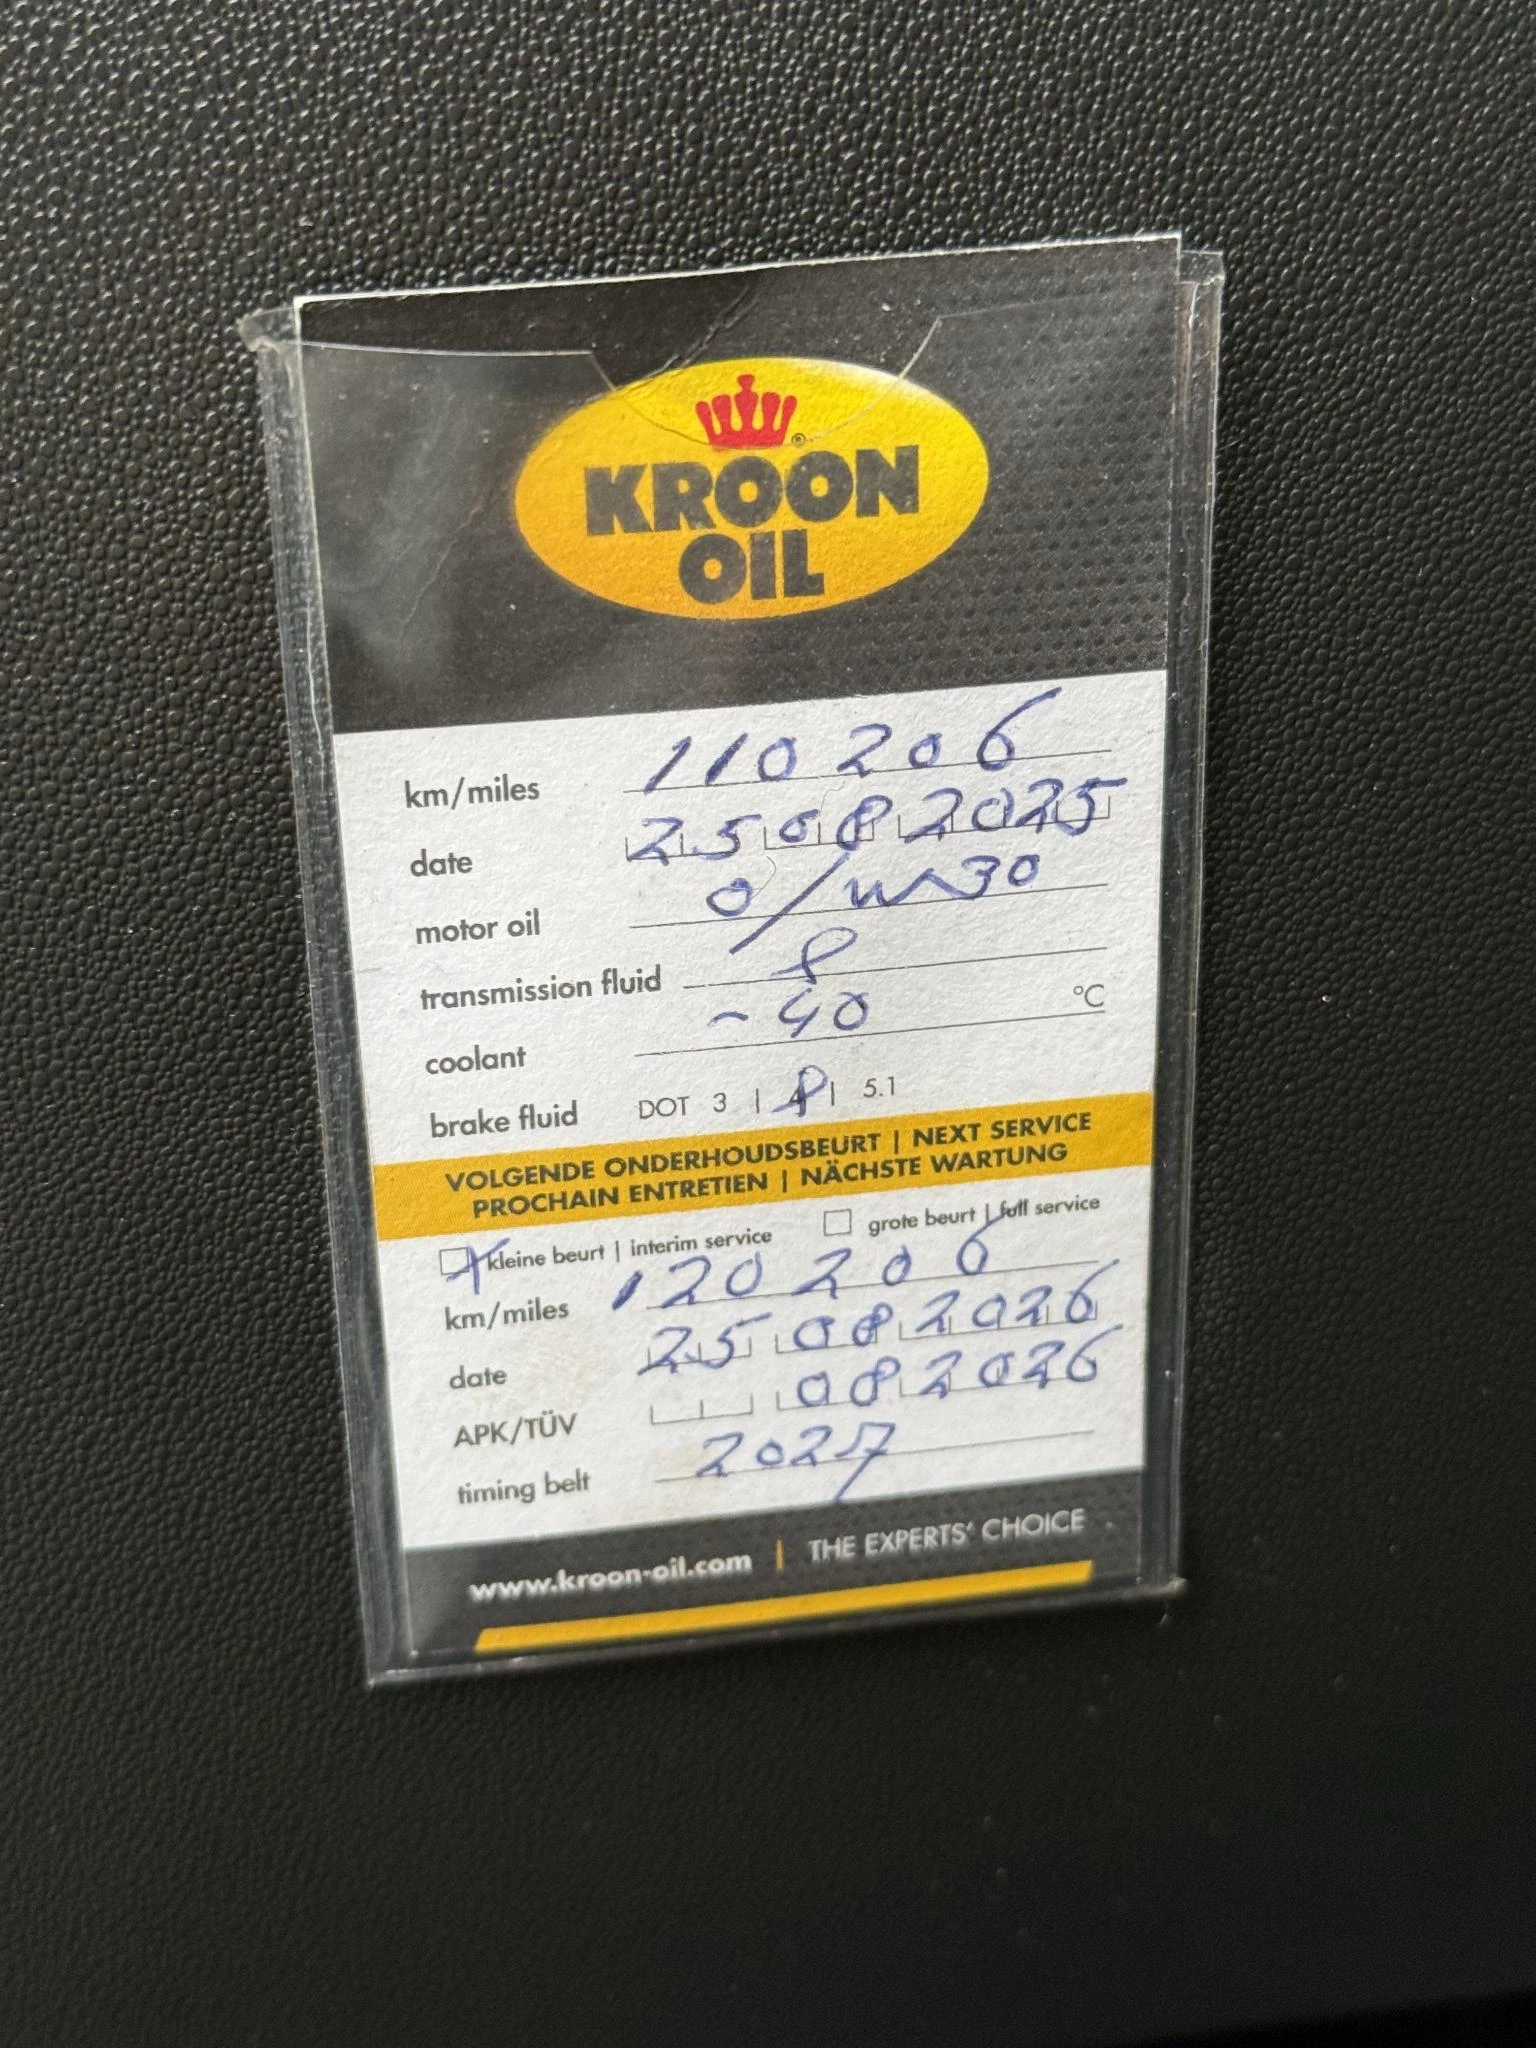 KROON
OIL
km/miles 110206
date 25 08 2025
motor oil 0/W-30
transmission fluid
coolant -40 °C
brake fluid DOT 3 | 4 | 5.1
VOLGENDE ONDERHOUDSBEURT | NEXT SERVICE
PROCHAIN ENTRETIEN | NÄCHSTE WARTUNG
X kleine beurt | interim service grote beurt | full service
km/miles 120206
date 25 08 2026
APK/TÜV 08 2026
timing belt 2027
www.kroon-oil.com | THE EXPERTS' CHOICE